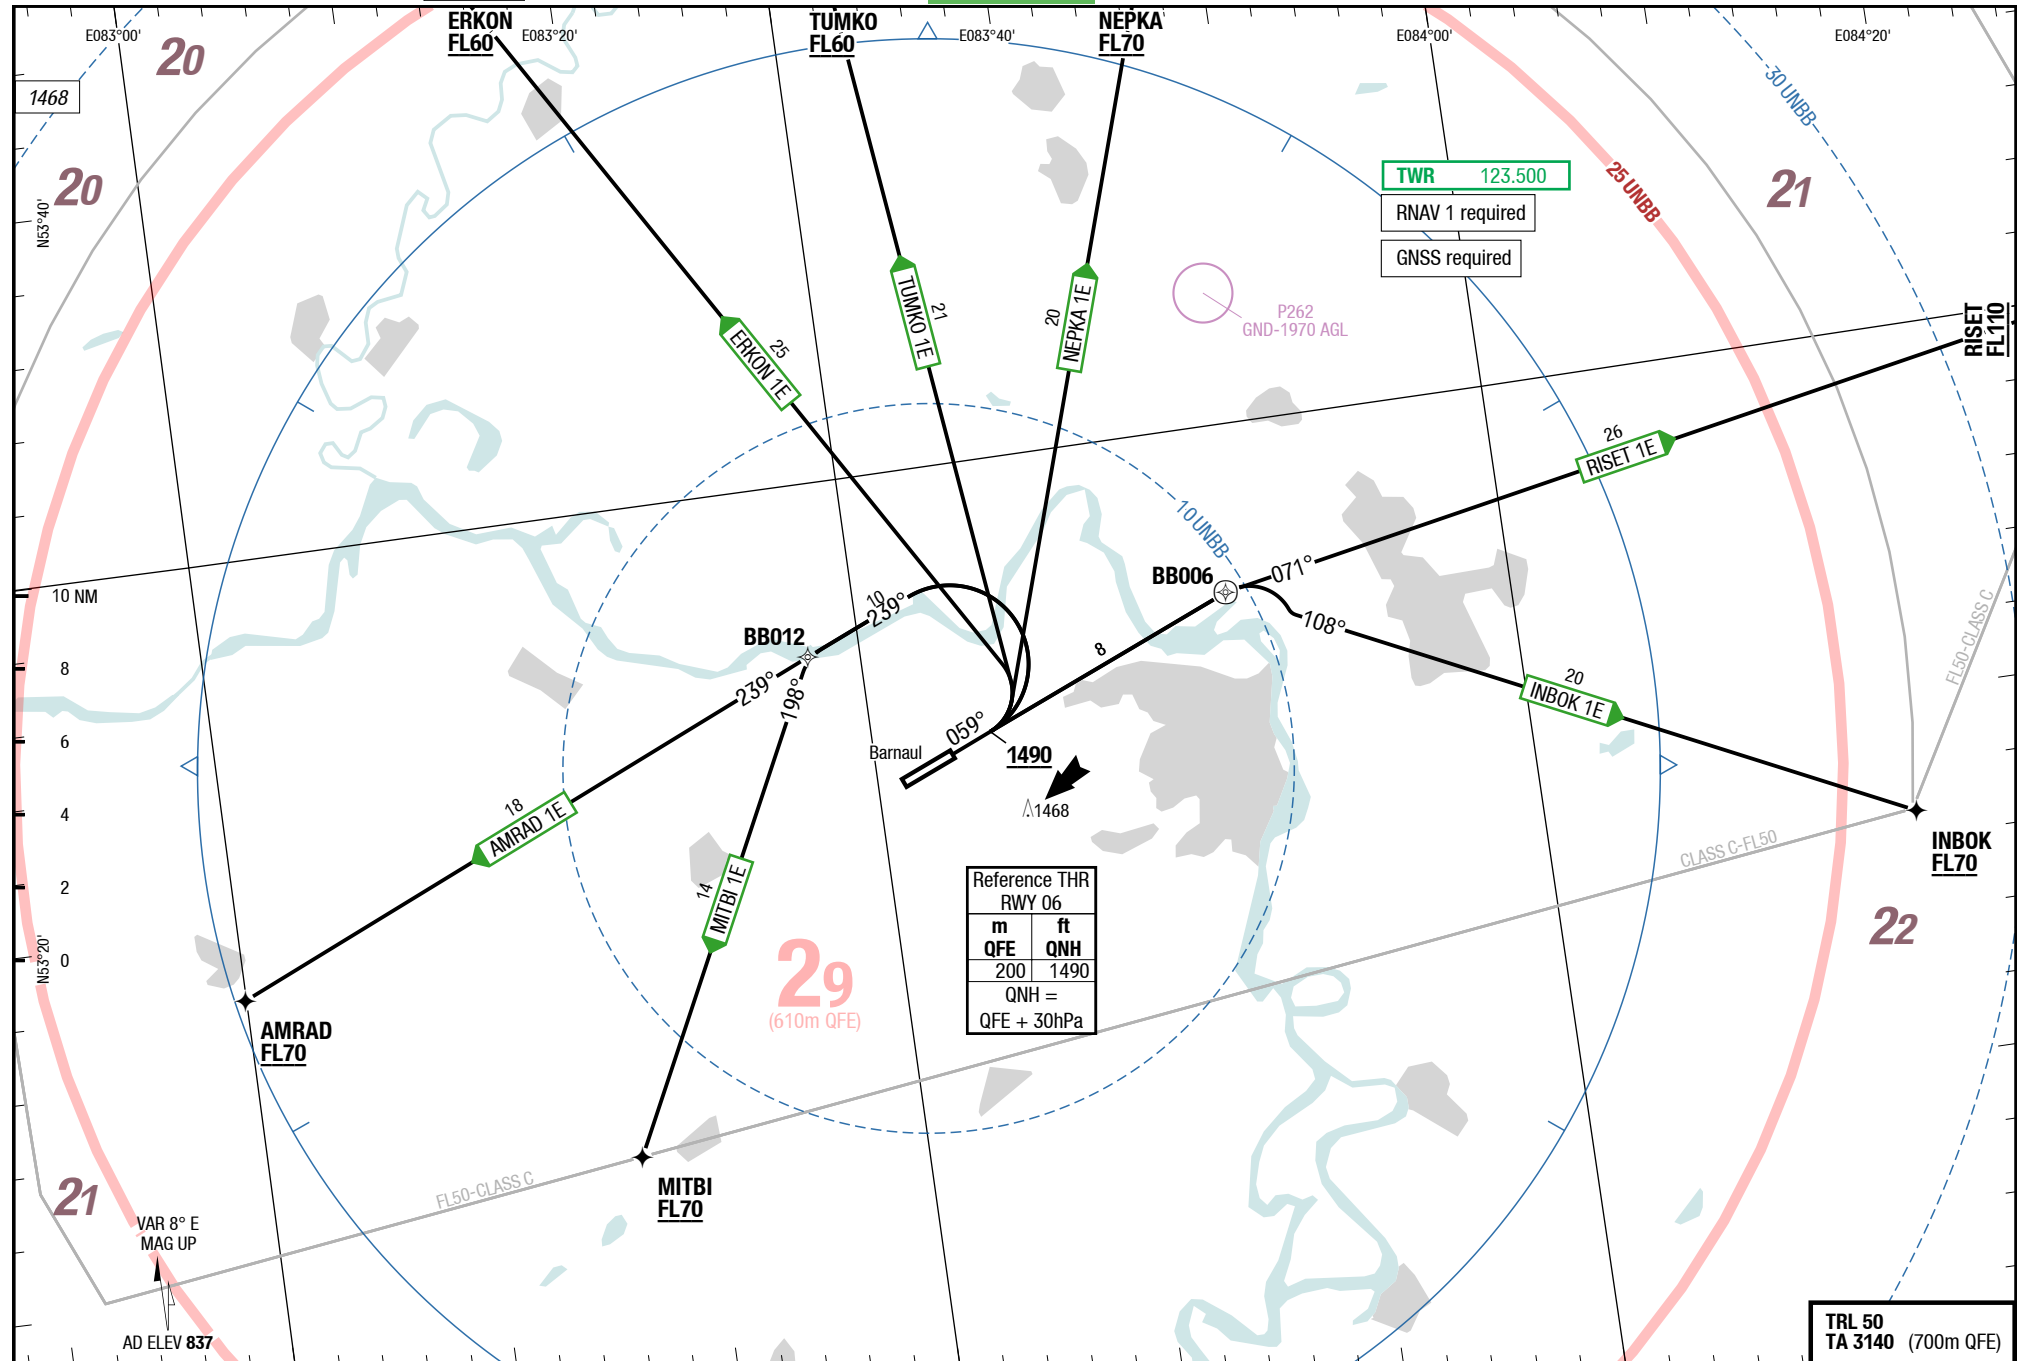 ERKON
FL60
TUMKO
FL60
NEPKA
FL70
E083°00'
E083°20'
E083°40'
E084°00'
E084°20'
20
1468
30 UNBB
20
TWR 123.500
25 UNBB
21
RNAV 1 required
N53°40'
GNSS required
TUMKO 1E
21
20
NEPKA 1E
P262
GND-1970 AGL
RISET
FL110
25
ERKON 1E
26
RISET 1E
10 UNBB
071°
BB006
10 NM
10
239°
108°
FL50-CLASS C
BB012
8
8
239°
198°
20
INBOK 1E
059°
6
Barnaul
1490
18
AMRAD 1E
4
1468
INBOK
FL70
CLASS C-FL50
2
14
MITBI 1E
Reference THR
RWY 06
m ft
QFE QNH
200 1490
QNH =
QFE + 30hPa
22
29
(610m QFE)
N53°20'
0
AMRAD
FL70
MITBI
FL70
FL50-CLASS C
21
VAR 8° E
MAG UP
AD ELEV 837
TRL 50
TA 3140 (700m QFE)